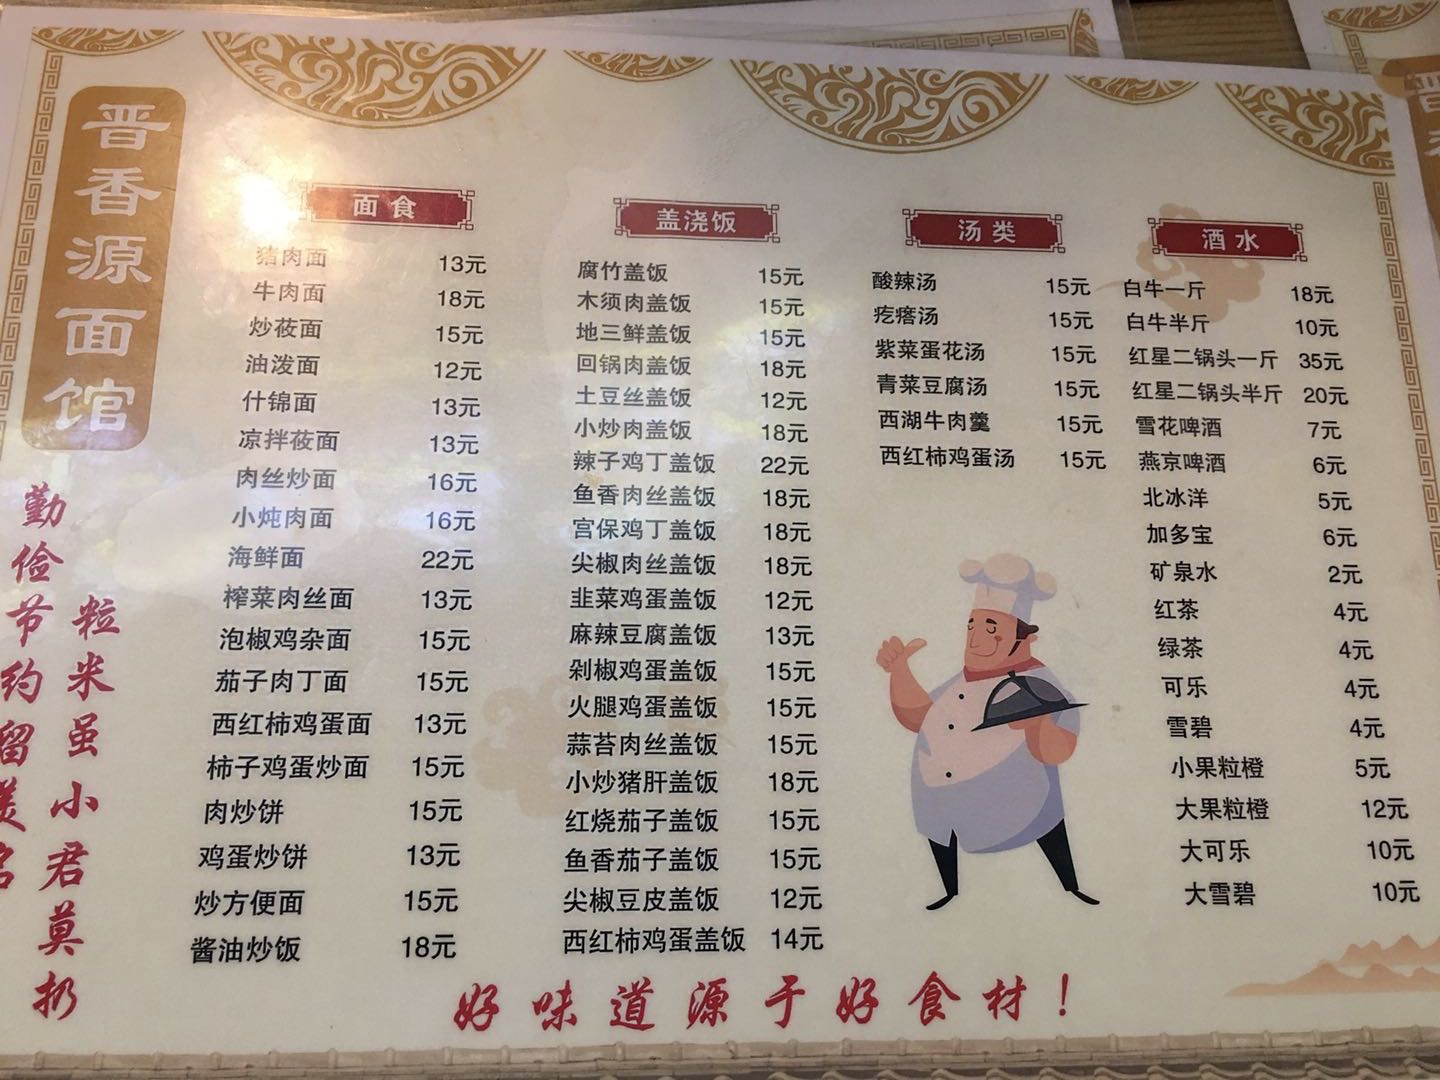 晋香源面馆
面食
猪肉面 13元
牛肉面 18元
炒莜面 15元
油泼面 12元
什锦面 13元
凉拌莜面 13元
肉丝炒面 16元
小炖肉面 16元
海鲜面 22元
榨菜肉丝面 13元
泡椒鸡杂面 15元
茄子肉丁面 15元
西红柿鸡蛋面 13元
柿子鸡蛋炒面 15元
肉炒饼 15元
鸡蛋炒饼 13元
炒方便面 15元
酱油炒饭 18元
盖浇饭
腐竹盖饭 15元
木须肉盖饭 15元
地三鲜盖饭 15元
回锅肉盖饭 18元
土豆丝盖饭 12元
小炒肉盖饭 18元
辣子鸡丁盖饭 22元
鱼香肉丝盖饭 18元
宫保鸡丁盖饭 18元
尖椒肉丝盖饭 18元
韭菜鸡蛋盖饭 12元
麻辣豆腐盖饭 13元
剁椒鸡蛋盖饭 15元
火腿鸡蛋盖饭 15元
蒜苔肉丝盖饭 15元
小炒猪肝盖饭 18元
红烧茄子盖饭 15元
鱼香茄子盖饭 15元
尖椒豆皮盖饭 12元
西红柿鸡蛋盖饭 14元
汤类
酸辣汤 15元
疙瘩汤 15元
紫菜蛋花汤 15元
青菜豆腐汤 15元
西湖牛肉羹 15元
西红柿鸡蛋汤 15元
酒水
白牛一斤 18元
白牛半斤 10元
红星二锅头一斤 35元
红星二锅头半斤 20元
雪花啤酒 7元
燕京啤酒 6元
北冰洋 5元
加多宝 6元
矿泉水 2元
红茶 4元
绿茶 4元
可乐 4元
雪碧 4元
小果粒橙 5元
大果粒橙 12元
大可乐 10元
大雪碧 10元
粒米虽小君莫扔
勤俭节约留美名
好味道源于好食材！